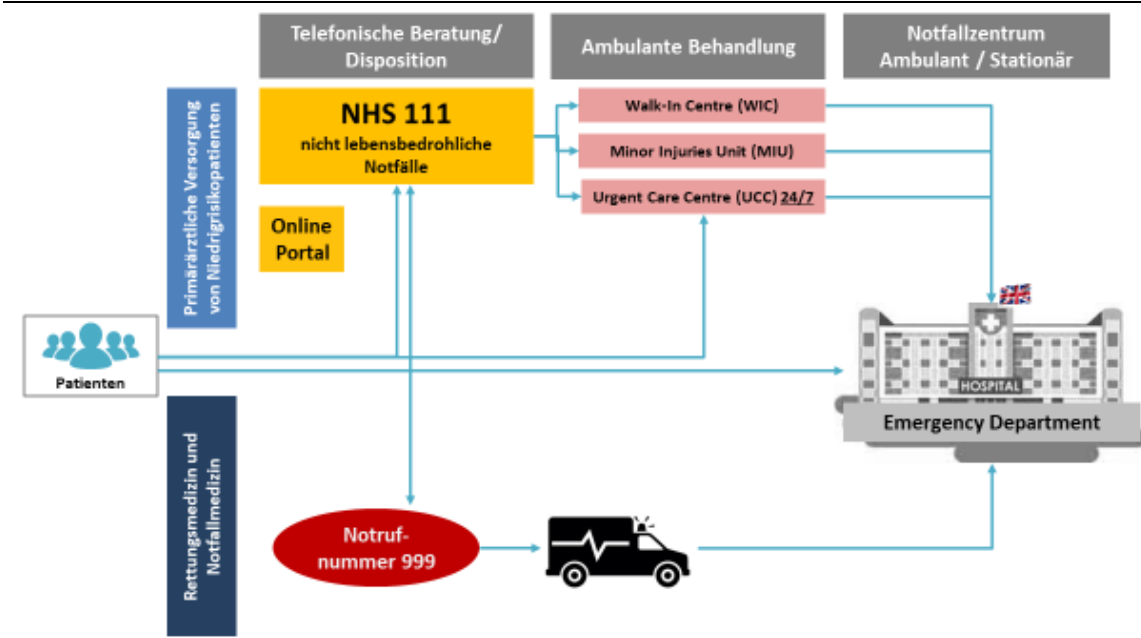 Telefonische Beratung/
Disposition
Ambulante Behandlung
Notfallzentrum
Ambulant / Stationär
Primärärztliche Versorgung
von Niedrigrisikopatienten
NHS 111
nicht lebensbedrohliche
Notfälle
Walk-In Centre (WIC)
Minor Injuries Unit (MIU)
Urgent Care Centre (UCC) 24/7
Online
Portal
Patienten
HOSPITAL
Emergency Department
Rettungsmedizin und
Notfallmedizin
Notruf-
nummer 999